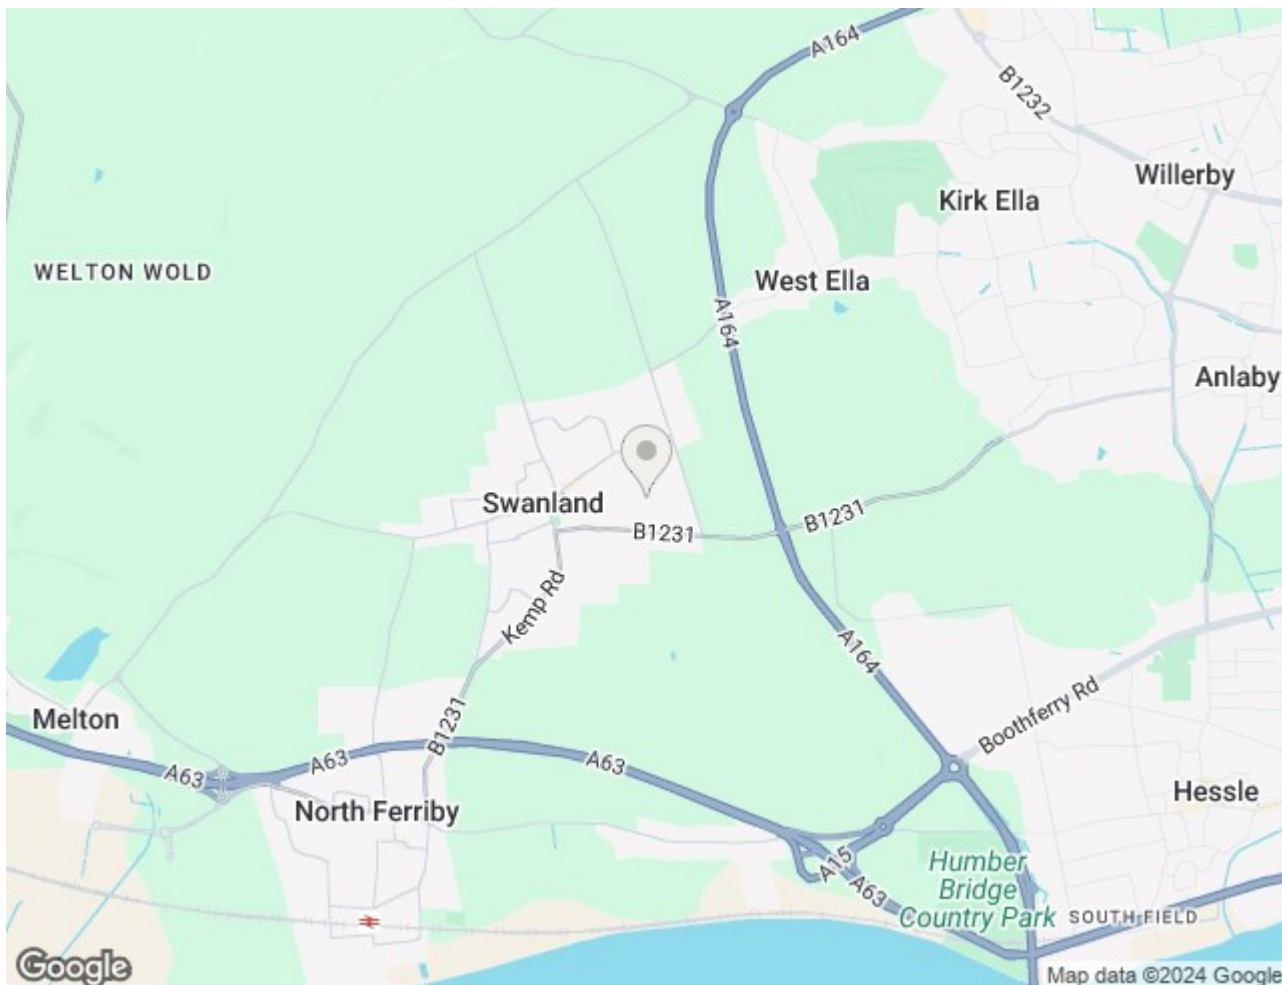 A164
B1232
Willerby
Kirk Ella
WELTON WOLD
West Ella
A164
Anlaby
Swanland
B1231
B1231
Kemp Rd
A164
Boothferry Rd
Melton
B1231
A63
A63
A63
Hessle
North Ferriby
A15
A63
Humber
Bridge
Country Park
SOUTH FIELD
Google
Map data ©2024 Google